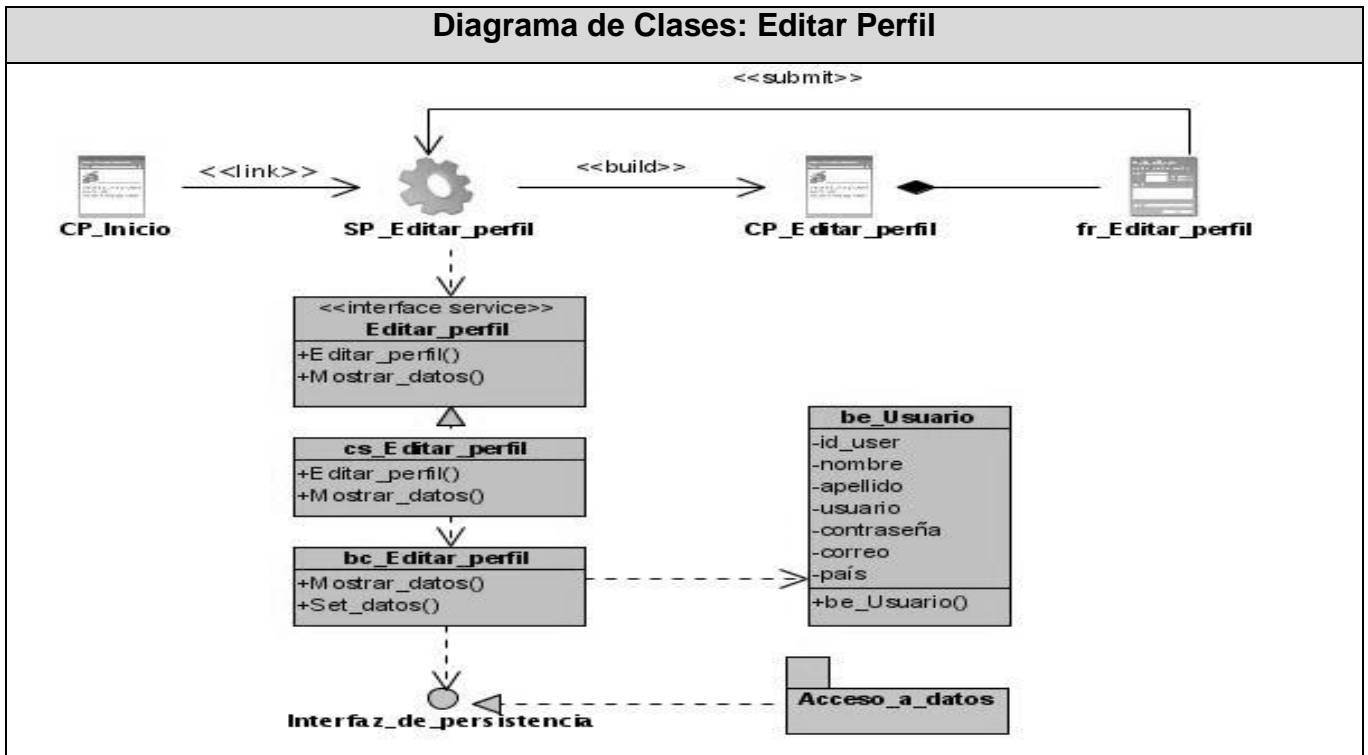 Diagrama de Clases: Editar Perfil
<<submit>>
<<link>>
<<build>>
CP_Inicio
SP_Editar_perfil
CP_Editar_perfil
fr_Editar_perfil
<<interface service>>
Editar_perfil
+Editar_perfil()
+Mostrar_datos()
cs_Editar_perfil
+Editar_perfil()
+Mostrar_datos()
bc_Editar_perfil
+Mostrar_datos()
+Set_datos()
be_Usuario
-id_user
-nombre
-apellido
-usuario
-contraseña
-correo
-país
+be_Usuario()
Interfaz_de_persistencia
Acceso_a_datos